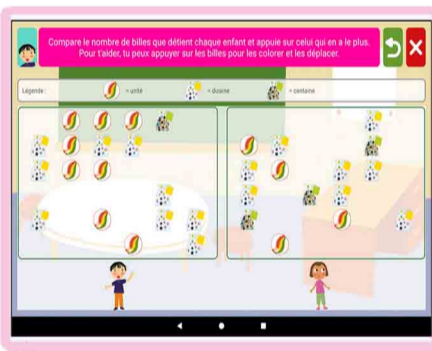 Compare le nombre de billes que détient chaque enfant et appuie sur celui qui en a le plus.
Pour t'aider, tu peux appuyer sur les billes pour les colorer et les déplacer.
Légende : = unité = dizaine = centaine